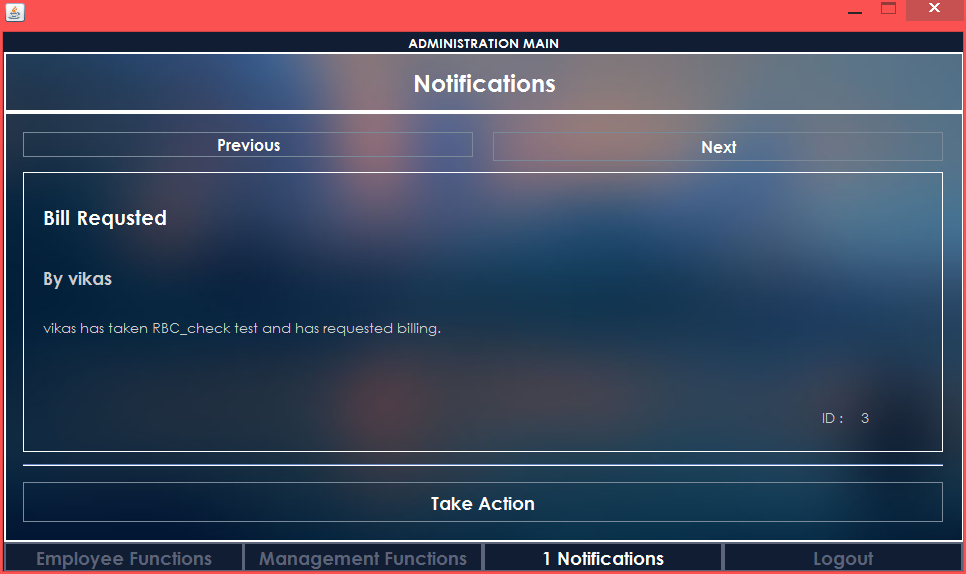 ADMINISTRATION MAIN
Notifications
Previous
Next
Bill Requsted
By vikas
vikas has taken RBC_check test and has requested billing.
ID : 3
Take Action
Employee Functions
Management Functions
1 Notifications
Logout